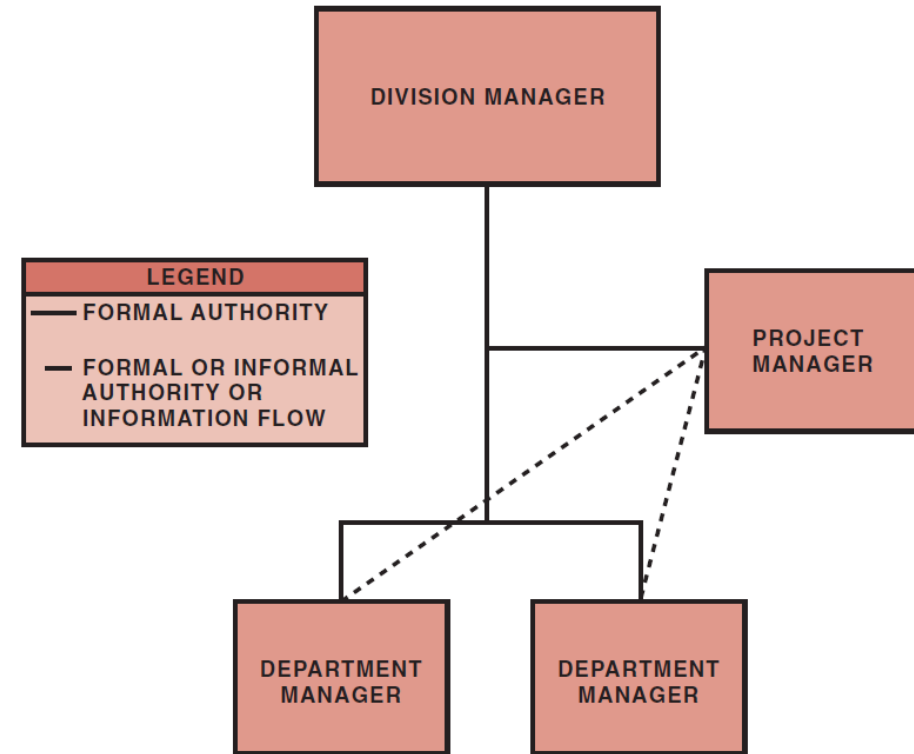 DIVISION MANAGER
LEGEND
FORMAL AUTHORITY
FORMAL OR INFORMAL
AUTHORITY OR
INFORMATION FLOW
PROJECT
MANAGER
DEPARTMENT
MANAGER
DEPARTMENT
MANAGER